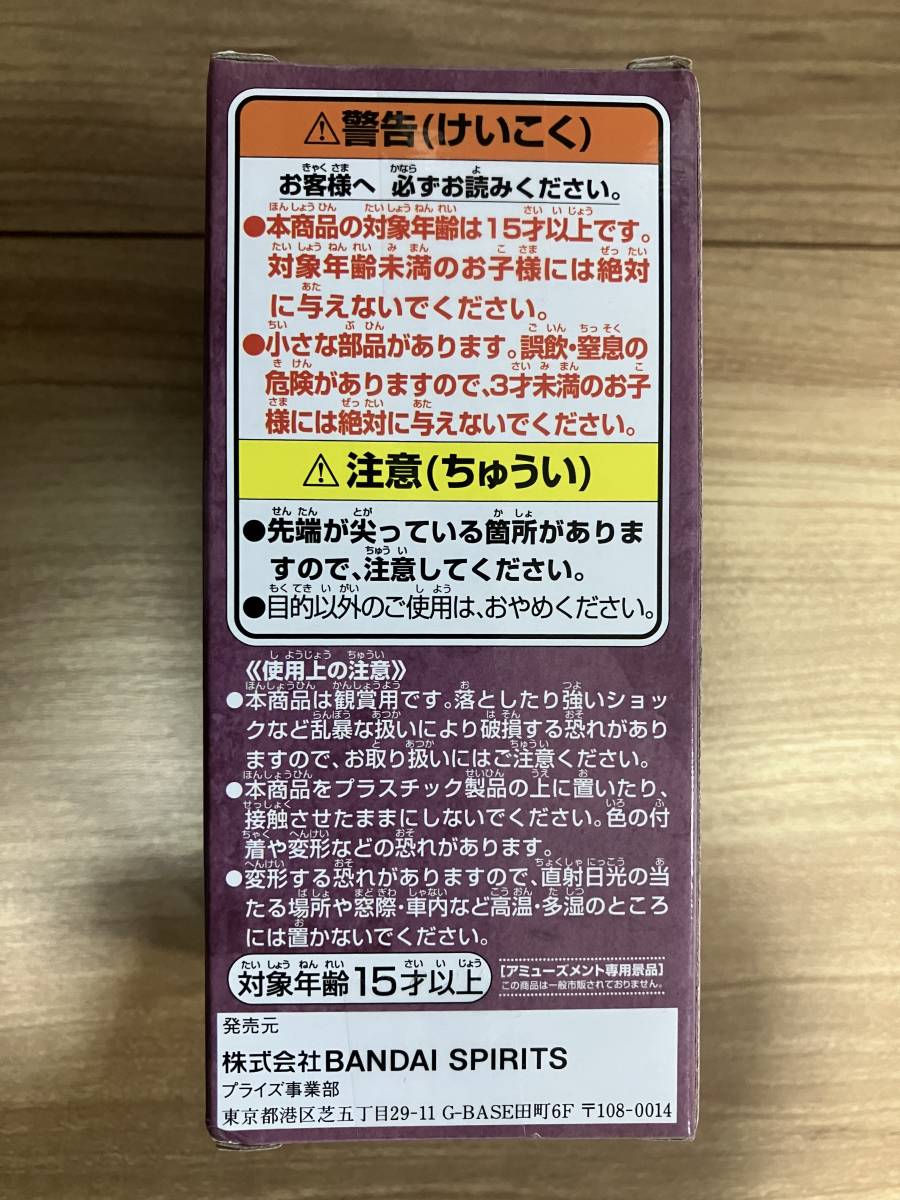 ⚠警告(けいこく)
お客様へ 必ずお読みください。
●本商品の対象年齢は15才以上です。
対象年齢未満のお子様には絶対
に与えないでください。
●小さな部品があります。誤飲・窒息の
危険がありますので、3才未満のお子
様には絶対に与えないでください。
⚠注意(ちゅうい)
●先端が尖っている箇所がありま
すので、注意してください。
●目的以外のご使用は、おやめください。
《使用上の注意》
●本商品は観賞用です。落としたり強いショッ
クなど乱暴な扱いにより破損する恐れがあり
ますので、お取り扱いにはご注意ください。
●本商品をプラスチック製品の上に置いたり、
接触させたままにしないでください。色の付
着や変形などの恐れがあります。
●変形する恐れがありますので、直射日光の当
たる場所や窓際・車内など高温・多湿のところ
には置かないでください。
対象年齢15才以上
【アミューズメント専用景品】
この商品は一般市販されておりません。
発売元
株式会社BANDAI SPIRITS
プライズ事業部
東京都港区芝五丁目29-11 G-BASE田町6F 〒108-0014